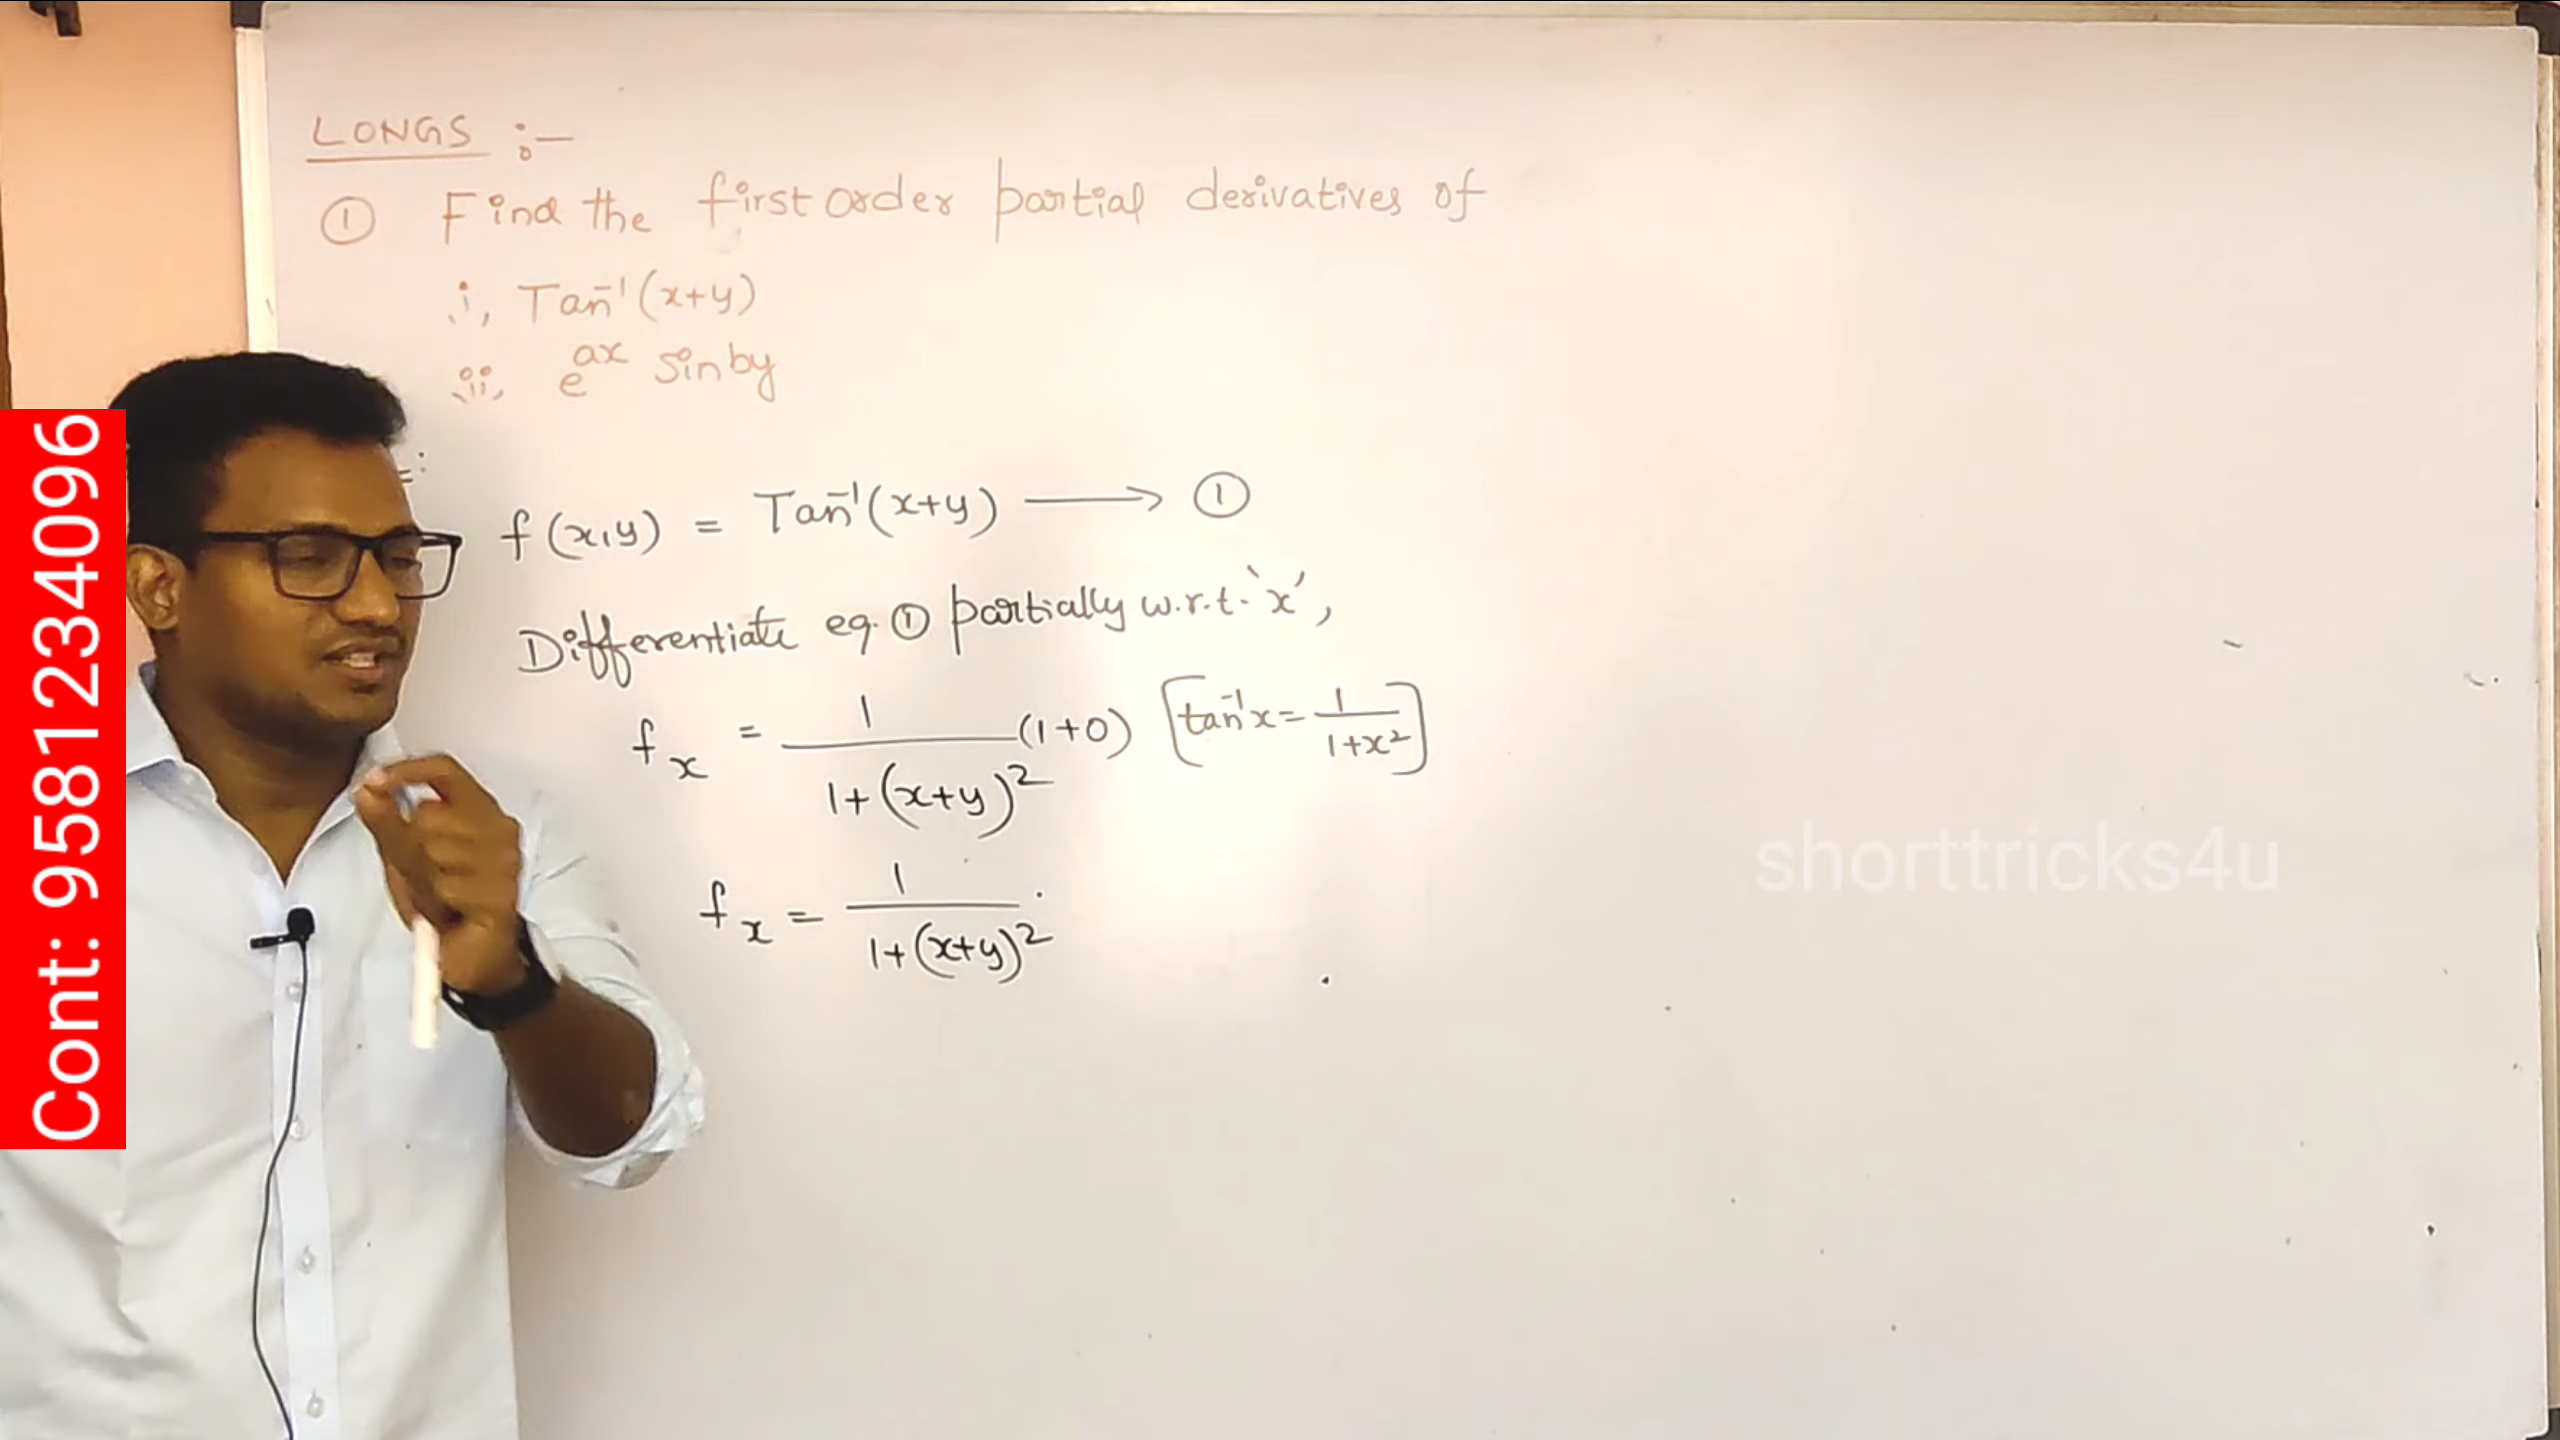 LONGS :-
① Find the first order partial derivatives of
i, Tan⁻¹(x+y)
ii, e^ax sin by
f(x,y) = Tan⁻¹(x+y) ⟶ ①
Differentiate eq. ① partially w.r.t. 'x',
f_x = 1/(1+(x+y)²) (1+0) [tan⁻¹x = 1/(1+x²)]
f_x = 1/(1+(x+y)²).
Cont: 9581234096
shorttricks4u